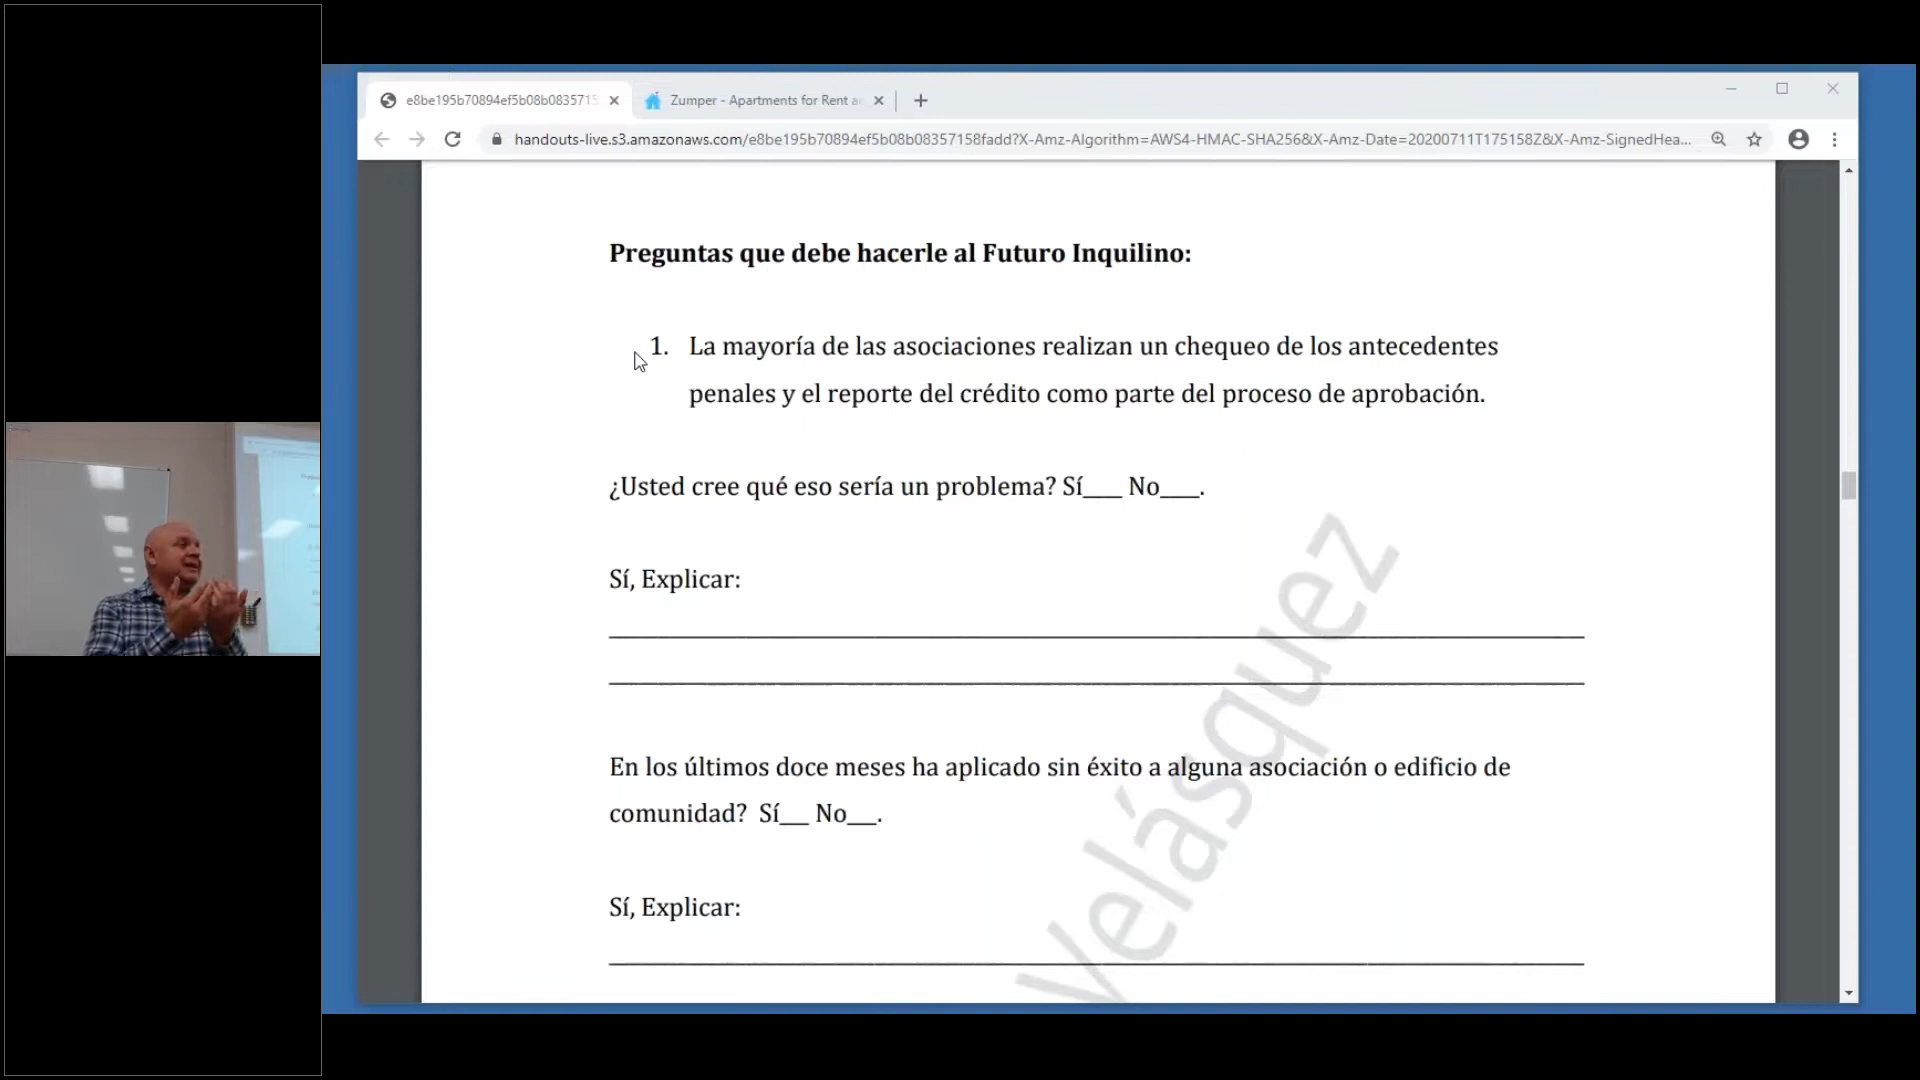 e8be195b70894ef5b08b0835715
Zumper - Apartments for Rent a
handouts-live.s3.amazonaws.com/e8be195b70894ef5b08b08357158fadd?X-Amz-Algorithm=AWS4-HMAC-SHA256&X-Amz-Date=20200711T175158Z&X-Amz-SignedHea...
Preguntas que debe hacerle al Futuro Inquilino:
1. La mayoría de las asociaciones realizan un chequeo de los antecedentes
penales y el reporte del crédito como parte del proceso de aprobación.
¿Usted cree qué eso sería un problema? Sí____ No____.
Sí, Explicar:
En los últimos doce meses ha aplicado sin éxito a alguna asociación o edificio de
comunidad? Sí___ No___.
Sí, Explicar:
Velásquez